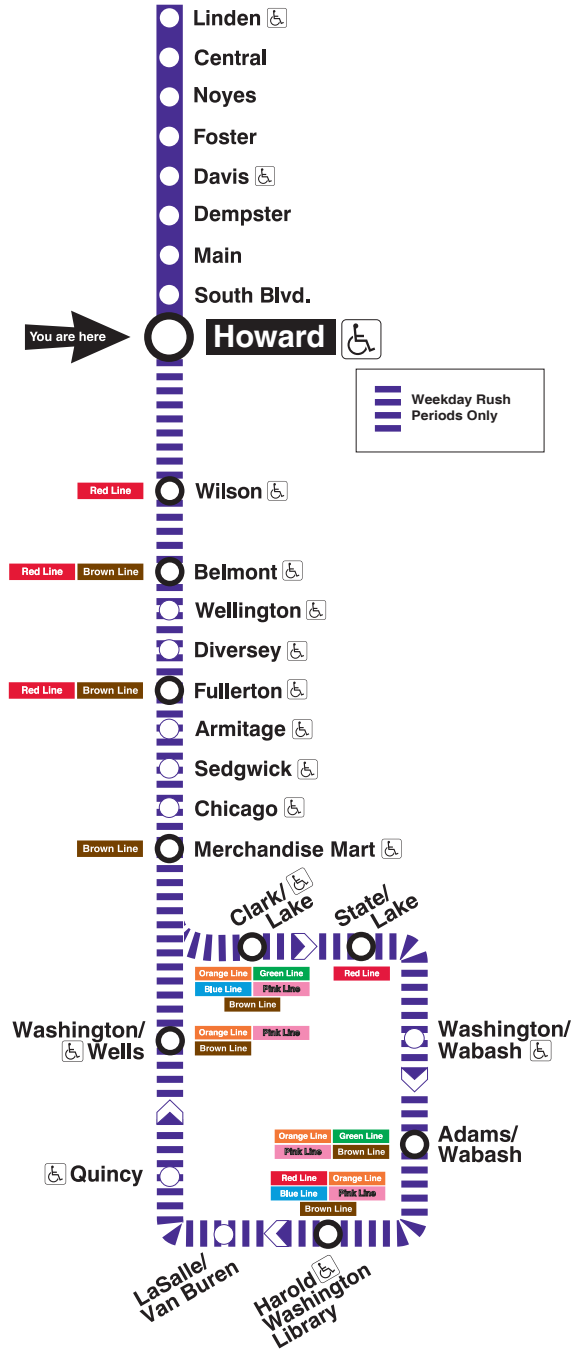 Linden
Central
Noyes
Foster
Davis
Dempster
Main
South Blvd.
You are here
Howard
Weekday Rush
Periods Only
Red Line
Wilson
Red Line Brown Line
Belmont
Wellington
Diversey
Red Line Brown Line
Fullerton
Armitage
Sedgwick
Chicago
Brown Line
Merchandise Mart
Clark/
Lake
State/
Lake
Orange Line Green Line
Blue Line Pink Line
Brown Line
Red Line
Washington/
Wells
Orange Line Pink Line
Brown Line
Washington/
Wabash
Orange Line Green Line
Pink Line Brown Line
Adams/
Wabash
Quincy
Red Line Orange Line
Blue Line Pink Line
Brown Line
LaSalle/
Van Buren
Harold
Washington
Library